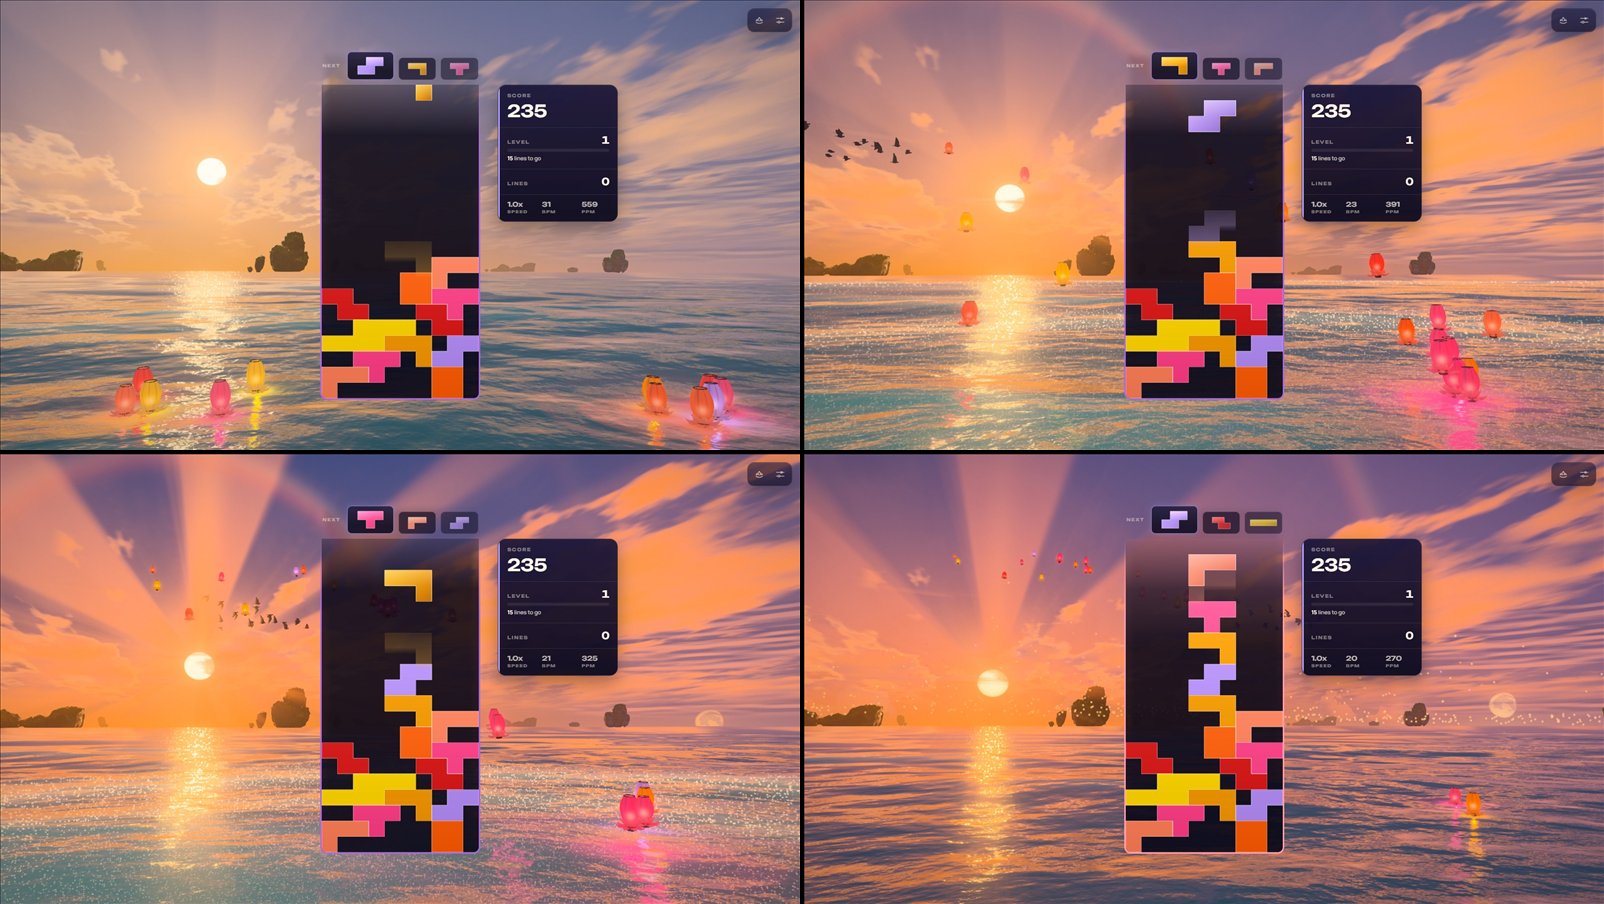 NEXT
SCORE
235
LEVEL 1
15 lines to go
LINES 0
1.0x 31 559
SPEED BPM PPM
NEXT
SCORE
235
LEVEL 1
15 lines to go
LINES 0
1.0x 23 391
SPEED BPM PPM
NEXT
SCORE
235
LEVEL 1
15 lines to go
LINES 0
1.0x 21 325
SPEED BPM PPM
NEXT
SCORE
235
LEVEL 1
15 lines to go
LINES 0
1.0x 20 270
SPEED BPM PPM